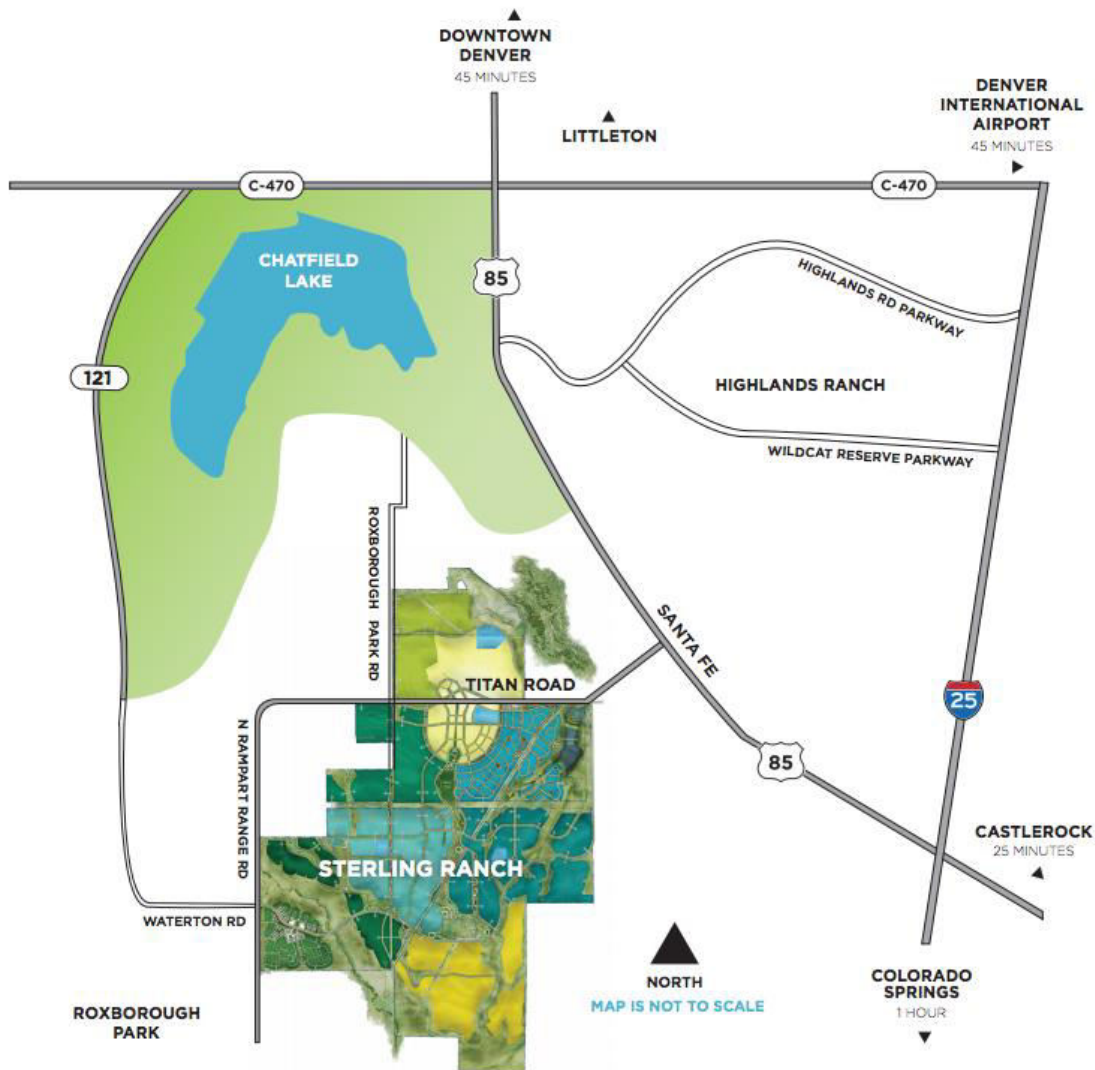 DOWNTOWN
DENVER
45 MINUTES
LITTLETON
DENVER
INTERNATIONAL
AIRPORT
45 MINUTES
C-470
C-470
CHATFIELD
LAKE
85
HIGHLANDS RD PARKWAY
121
HIGHLANDS RANCH
WILDCAT RESERVE PARKWAY
ROXBOROUGH PARK RD
SANTA FE
TITAN ROAD
25
N RAMPART RANGE RD
85
CASTLEROCK
25 MINUTES
STERLING RANCH
WATERTON RD
NORTH
MAP IS NOT TO SCALE
COLORADO
SPRINGS
1 HOUR
ROXBOROUGH
PARK